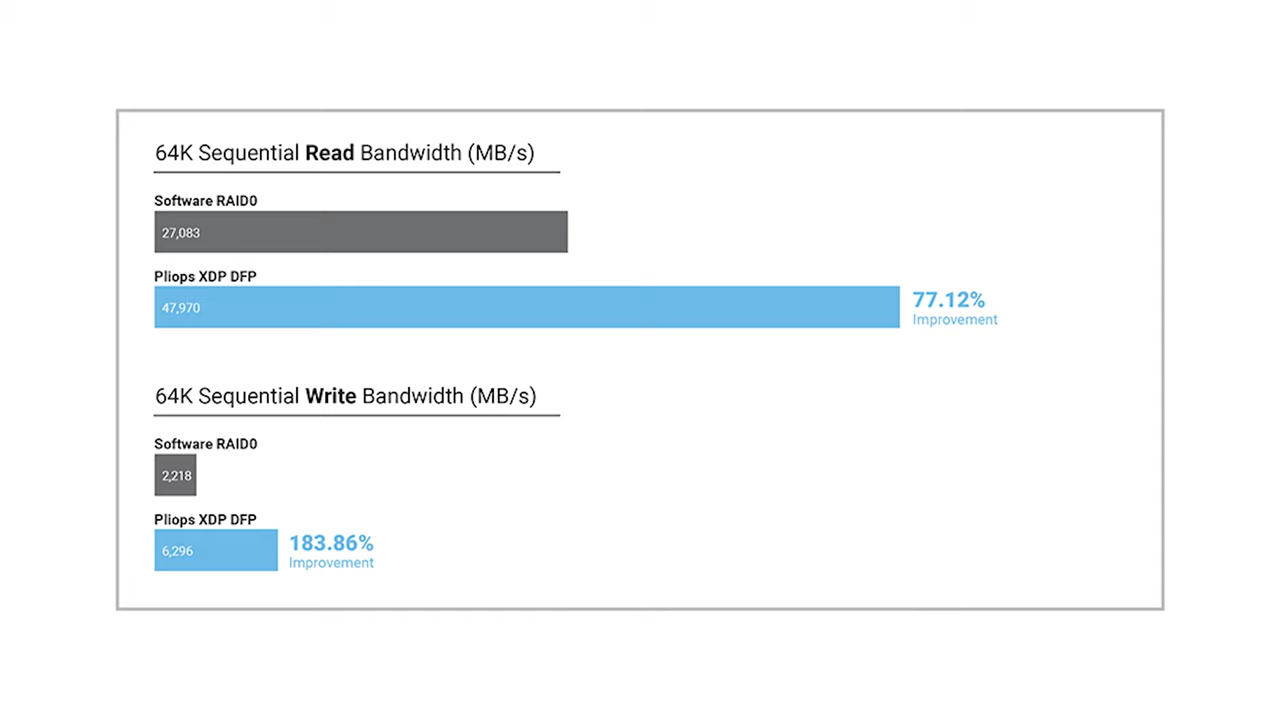 64K Sequential Read Bandwidth (MB/s)
Software RAID0
27,083
Pliops XDP DFP
47,970
77.12%
Improvement
64K Sequential Write Bandwidth (MB/s)
Software RAID0
2,218
Pliops XDP DFP
6,296
183.86%
Improvement